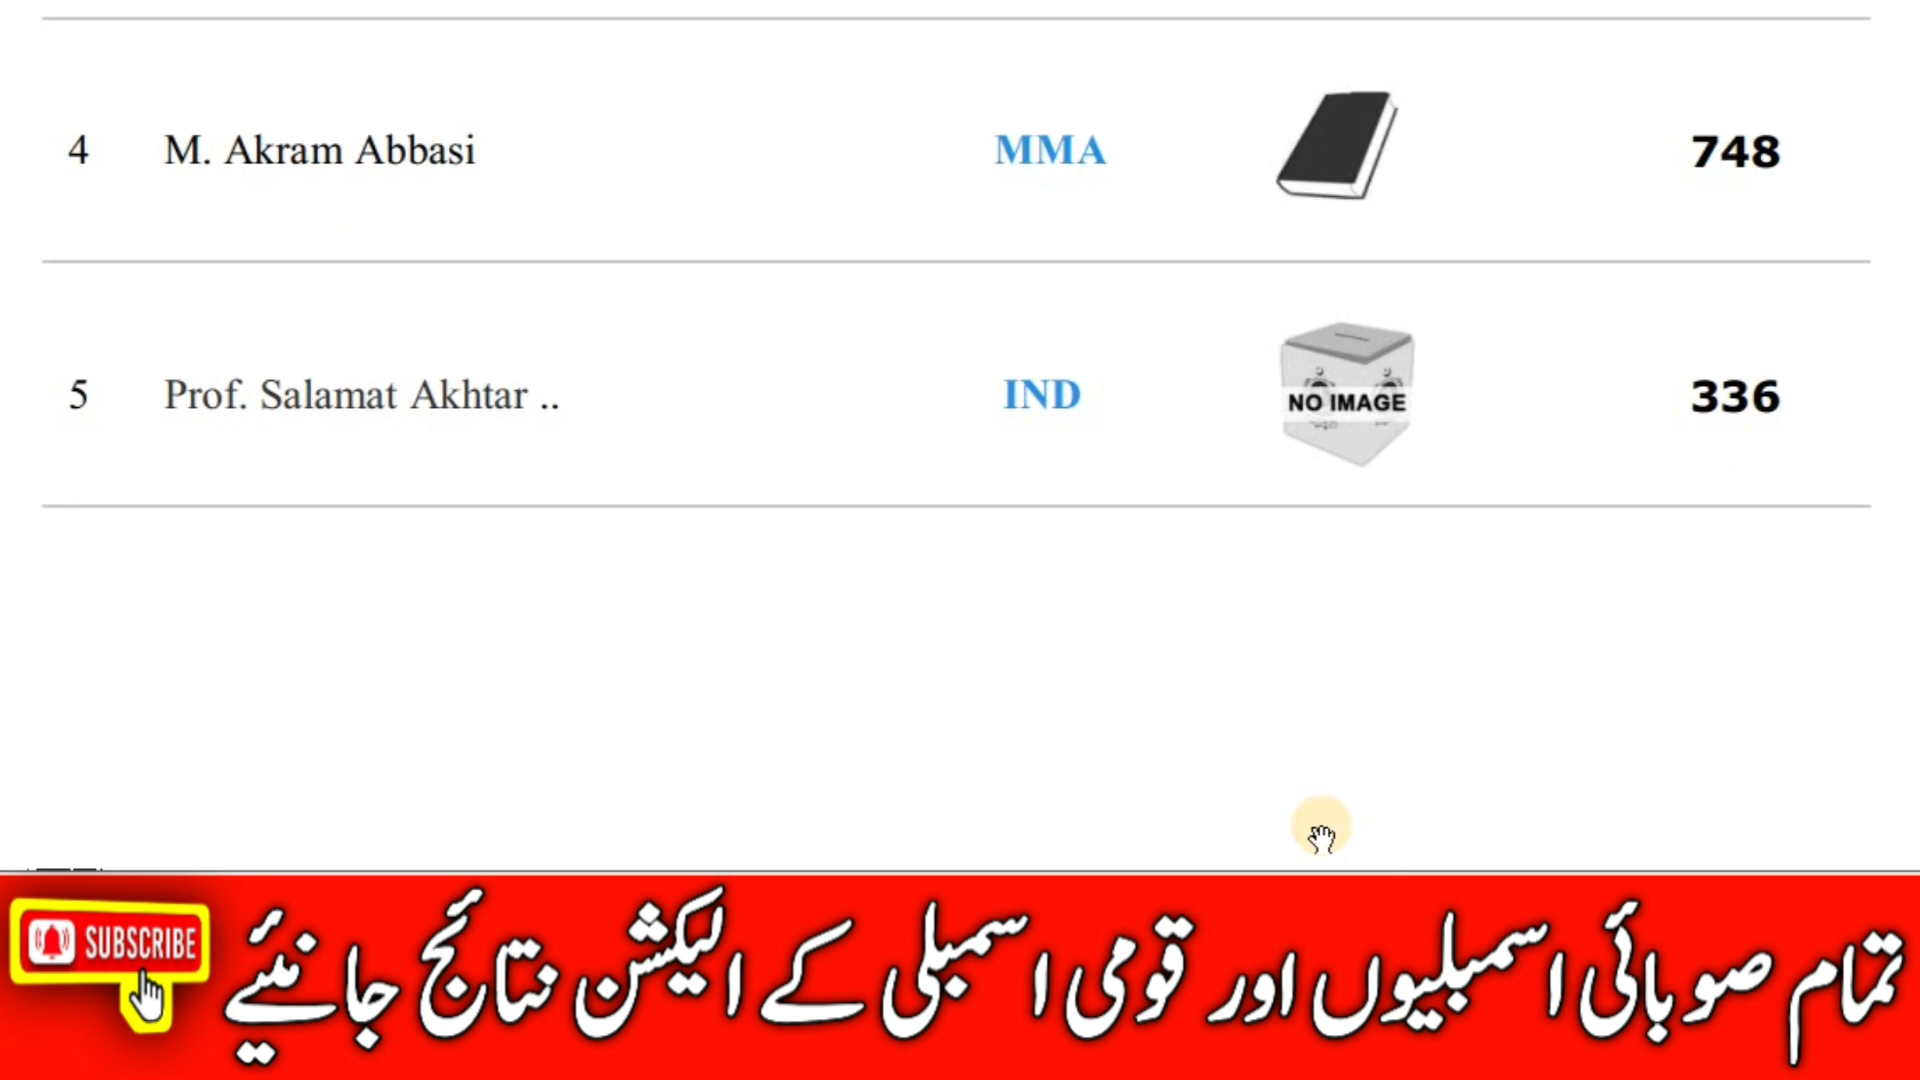 4 M. Akram Abbasi MMA 748
5 Prof. Salamat Akhtar .. IND NO IMAGE 336
SUBSCRIBE
تمام صوبائی اسمبلیوں اور قومی اسمبلی کے الیکشن نتائج جانئیے